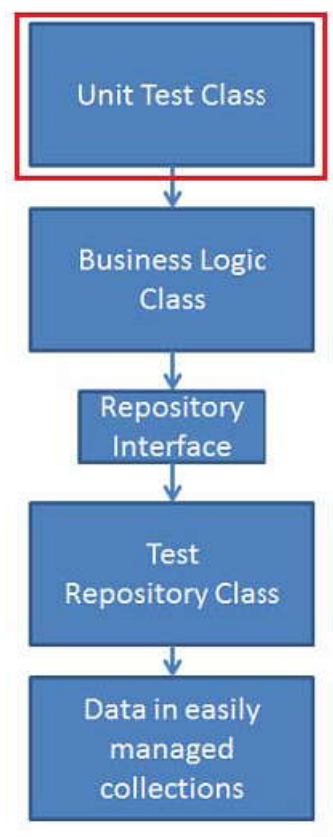 Unit Test Class
Business Logic
Class
Repository
Interface
Test
Repository Class
Data in easily
managed
collections